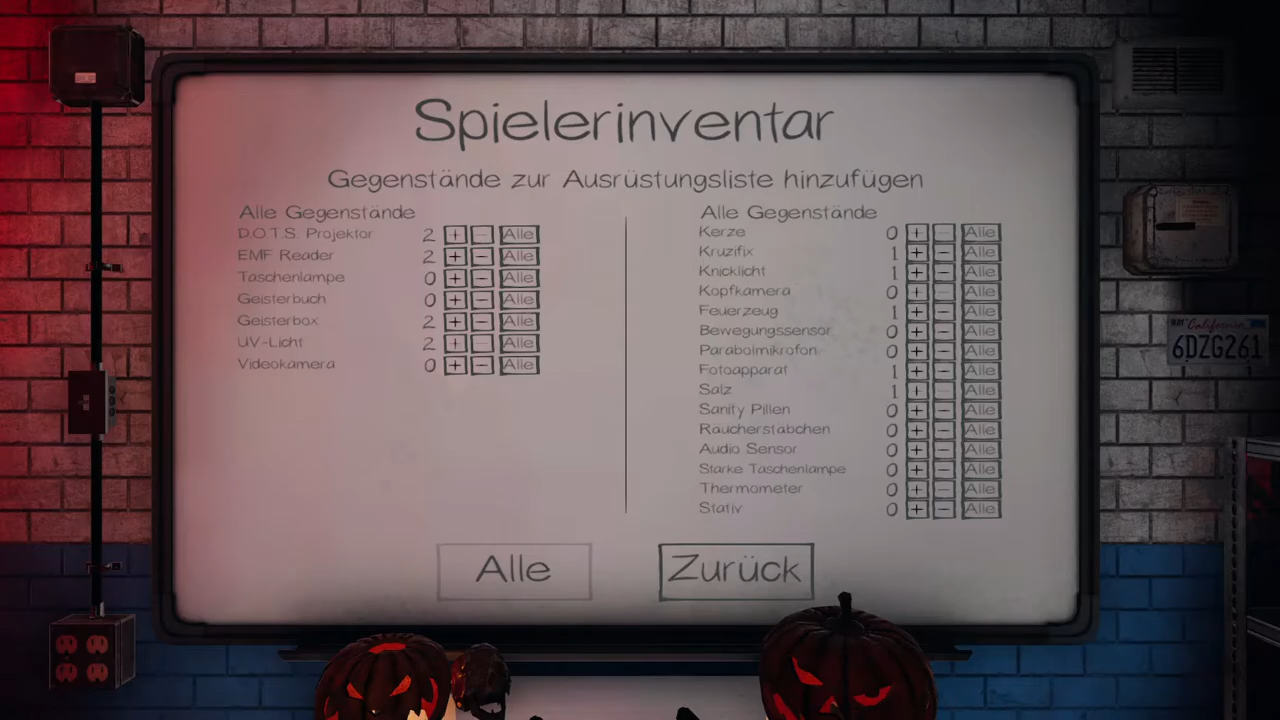 Spielerinventar
Gegenstände zur Ausrüstungsliste hinzufügen
Alle Gegenstände
D.O.T.S. Projektor 2 + - Alle
EMF Reader 2 + - Alle
Taschenlampe 0 + - Alle
Geisterbuch 0 + - Alle
Geisterbox 2 + - Alle
UV-Licht 2 + - Alle
Videokamera 0 + - Alle
Alle Gegenstände
Kerze 0 + - Alle
Kruzifix 1 + - Alle
Knicklicht 1 + - Alle
Kopfkamera 0 + - Alle
Feuerzeug 1 + - Alle
Bewegungssensor 0 + - Alle
Parabolmikrofon 0 + - Alle
Fotoapparat 1 + - Alle
Salz 1 + - Alle
Sanity Pillen 0 + - Alle
Räucherstäbchen 0 + - Alle
Audio Sensor 0 + - Alle
Starke Taschenlampe 0 + - Alle
Thermometer 0 + - Alle
Stativ 0 + - Alle
Alle
Zurück
California
6DZG261